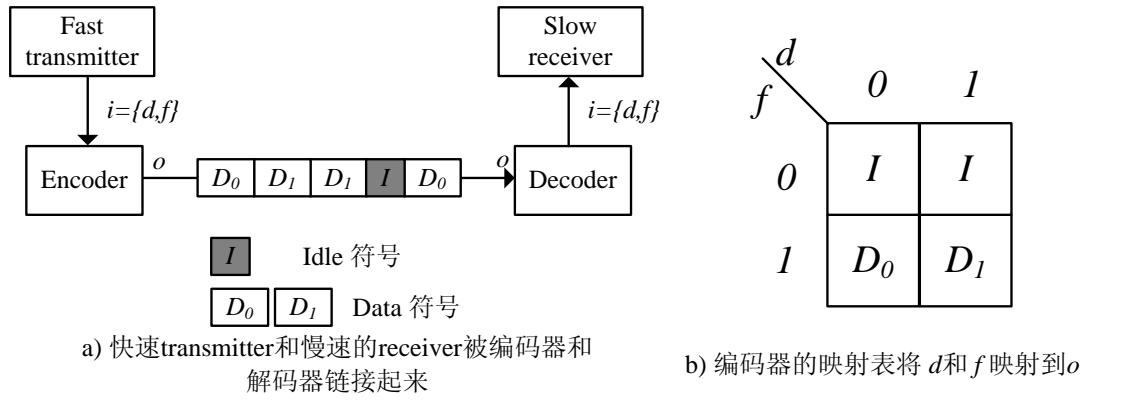 Fast
transmitter
Slow
receiver
i={d,f}
i={d,f}
Encoder
o
D₀ D₁ D₁ I D₀
o
Decoder
I Idle 符号
D₀ D₁ Data 符号
a) 快速transmitter和慢速的receiver被编码器和
解码器链接起来
d
f
0 1
0 I I
1 D₀ D₁
b) 编码器的映射表将 d和 f 映射到o